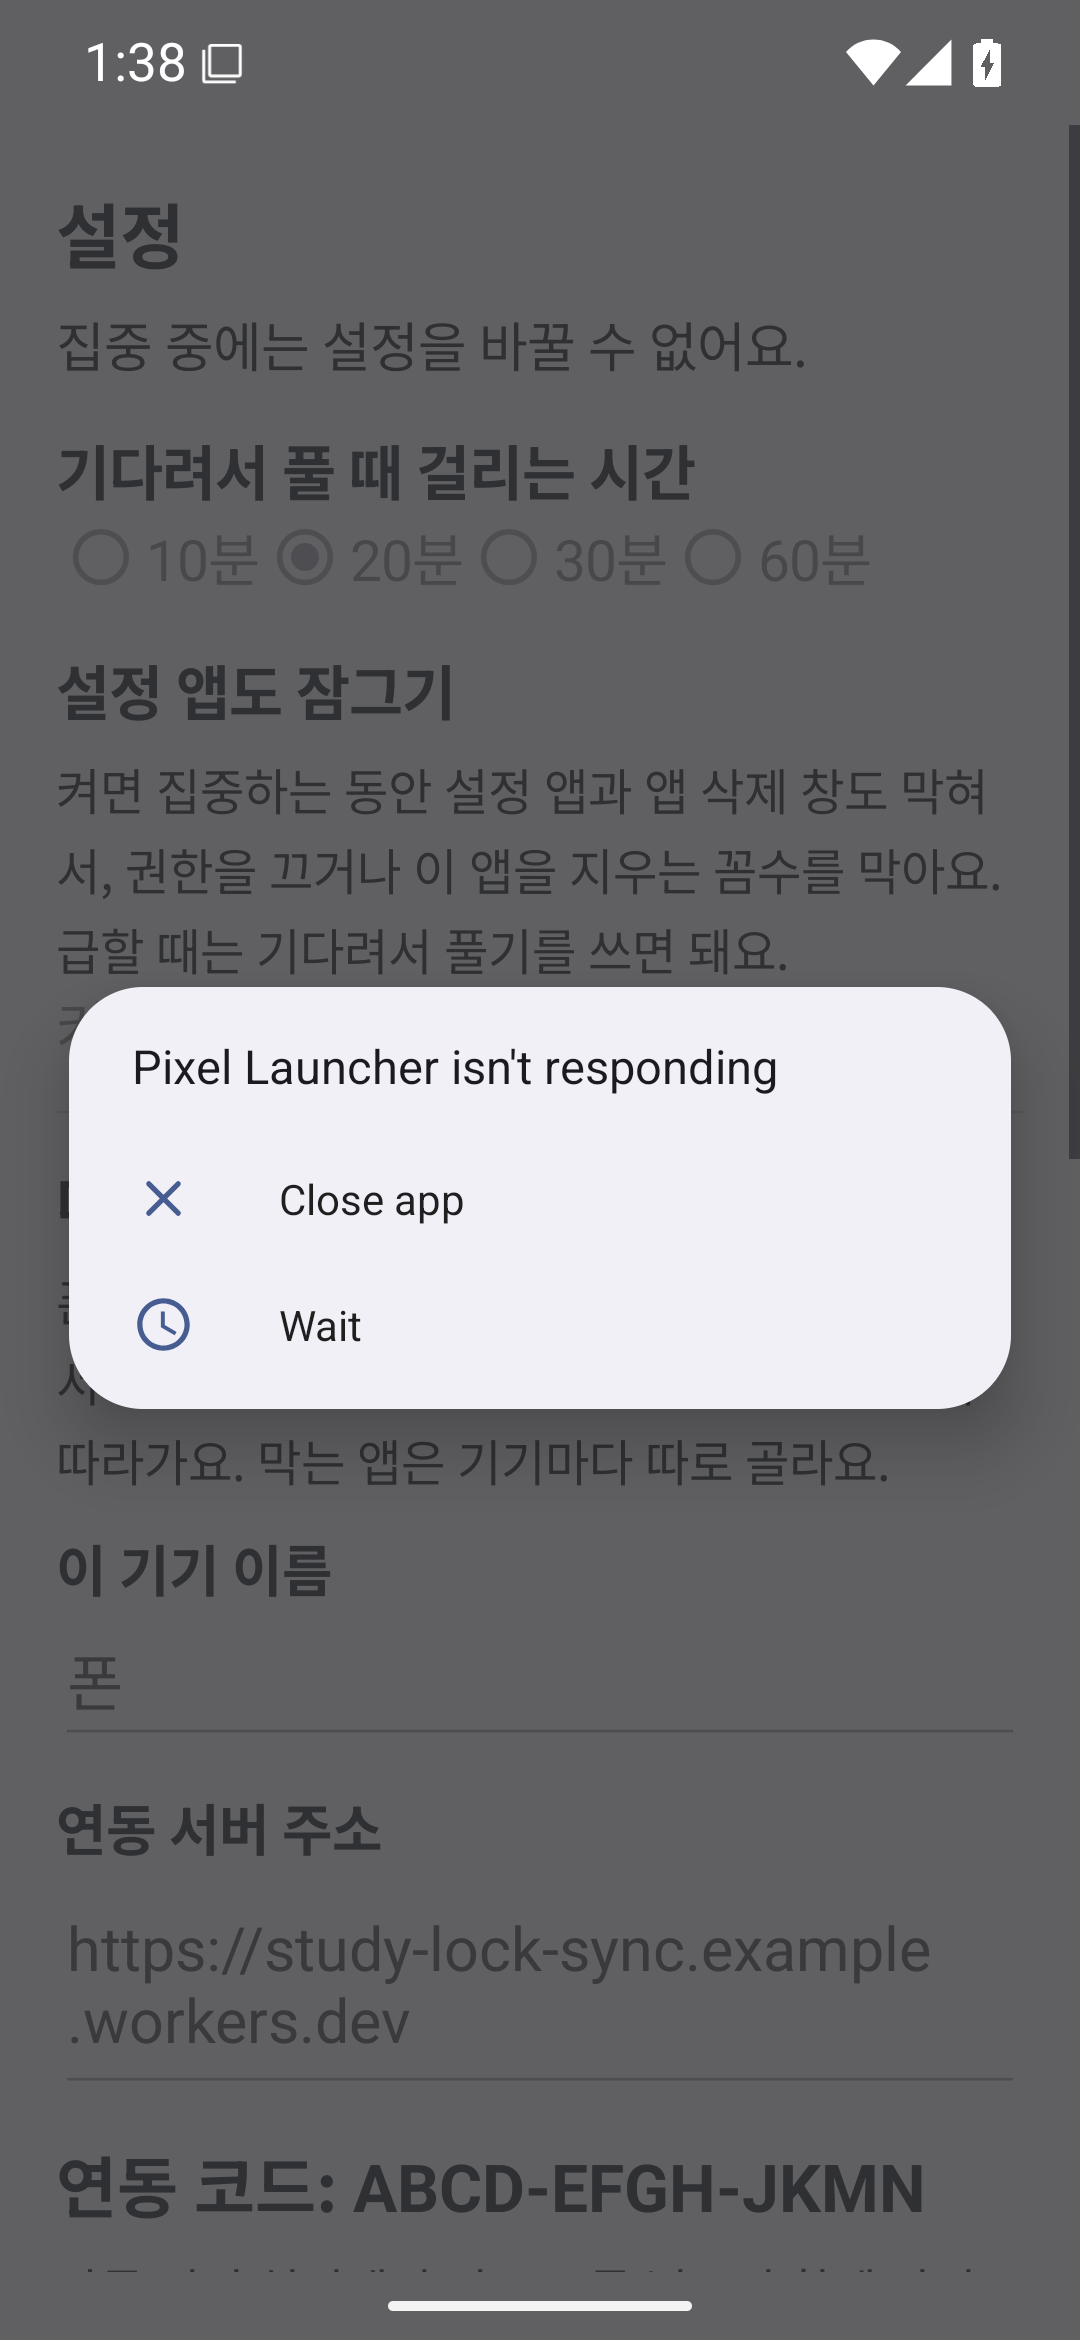 1:38
설정
집중 중에는 설정을 바꿀 수 없어요.
기다려서 풀 때 걸리는 시간
10분 20분 30분 60분
설정 앱도 잠그기
켜면 집중하는 동안 설정 앱과 앱 삭제 창도 막혀
서, 권한을 끄거나 이 앱을 지우는 꼼수를 막아요.
급할 때는 기다려서 풀기를 쓰면 돼요.
Pixel Launcher isn't responding
Close app
Wait
따라가요. 막는 앱은 기기마다 따로 골라요.
이 기기 이름
폰
연동 서버 주소
https://study-lock-sync.example
.workers.dev
연동 코드: ABCD-EFGH-JKMN